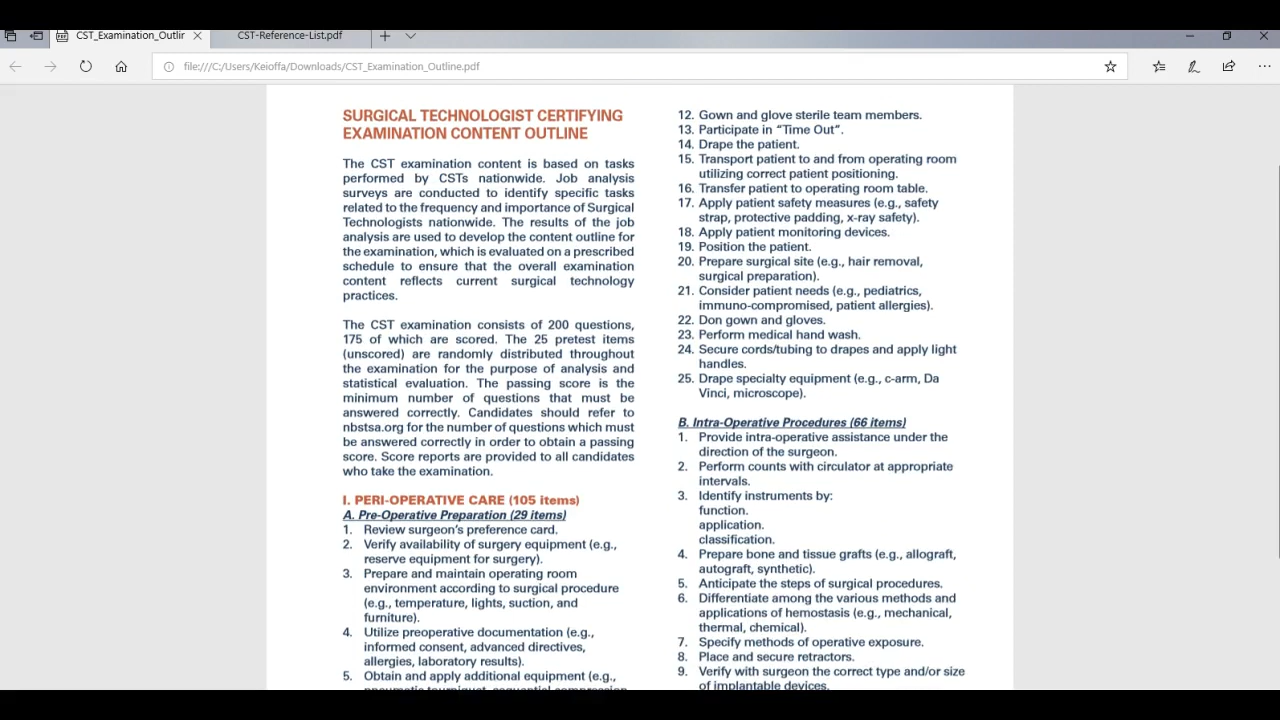 CST_Examination_Outlir
CST-Reference-List.pdf
file:///C:/Users/Keioffa/Downloads/CST_Examination_Outline.pdf
SURGICAL TECHNOLOGIST CERTIFYING
EXAMINATION CONTENT OUTLINE
The CST examination content is based on tasks
performed by CSTs nationwide. Job analysis
surveys are conducted to identify specific tasks
related to the frequency and importance of Surgical
Technologists nationwide. The results of the job
analysis are used to develop the content outline for
the examination, which is evaluated on a prescribed
schedule to ensure that the overall examination
content reflects current surgical technology
practices.
The CST examination consists of 200 questions,
175 of which are scored. The 25 pretest items
(unscored) are randomly distributed throughout
the examination for the purpose of analysis and
statistical evaluation. The passing score is the
minimum number of questions that must be
answered correctly. Candidates should refer to
nbstsa.org for the number of questions which must
be answered correctly in order to obtain a passing
score. Score reports are provided to all candidates
who take the examination.
I. PERI-OPERATIVE CARE (105 items)
A. Pre-Operative Preparation (29 items)
1. Review surgeon's preference card.
2. Verify availability of surgery equipment (e.g.,
reserve equipment for surgery).
3. Prepare and maintain operating room
environment according to surgical procedure
(e.g., temperature, lights, suction, and
furniture).
4. Utilize preoperative documentation (e.g.,
informed consent, advanced directives,
allergies, laboratory results).
5. Obtain and apply additional equipment (e.g.,
pneumatic tourniquet, sequential compression
12. Gown and glove sterile team members.
13. Participate in “Time Out”.
14. Drape the patient.
15. Transport patient to and from operating room
utilizing correct patient positioning.
16. Transfer patient to operating room table.
17. Apply patient safety measures (e.g., safety
strap, protective padding, x-ray safety).
18. Apply patient monitoring devices.
19. Position the patient.
20. Prepare surgical site (e.g., hair removal,
surgical preparation).
21. Consider patient needs (e.g., pediatrics,
immuno-compromised, patient allergies).
22. Don gown and gloves.
23. Perform medical hand wash.
24. Secure cords/tubing to drapes and apply light
handles.
25. Drape specialty equipment (e.g., c-arm, Da
Vinci, microscope).
B. Intra-Operative Procedures (66 items)
1. Provide intra-operative assistance under the
direction of the surgeon.
2. Perform counts with circulator at appropriate
intervals.
3. Identify instruments by:
function.
application.
classification.
4. Prepare bone and tissue grafts (e.g., allograft,
autograft, synthetic).
5. Anticipate the steps of surgical procedures.
6. Differentiate among the various methods and
applications of hemostasis (e.g., mechanical,
thermal, chemical).
7. Specify methods of operative exposure.
8. Place and secure retractors.
9. Verify with surgeon the correct type and/or size
of implantable devices.